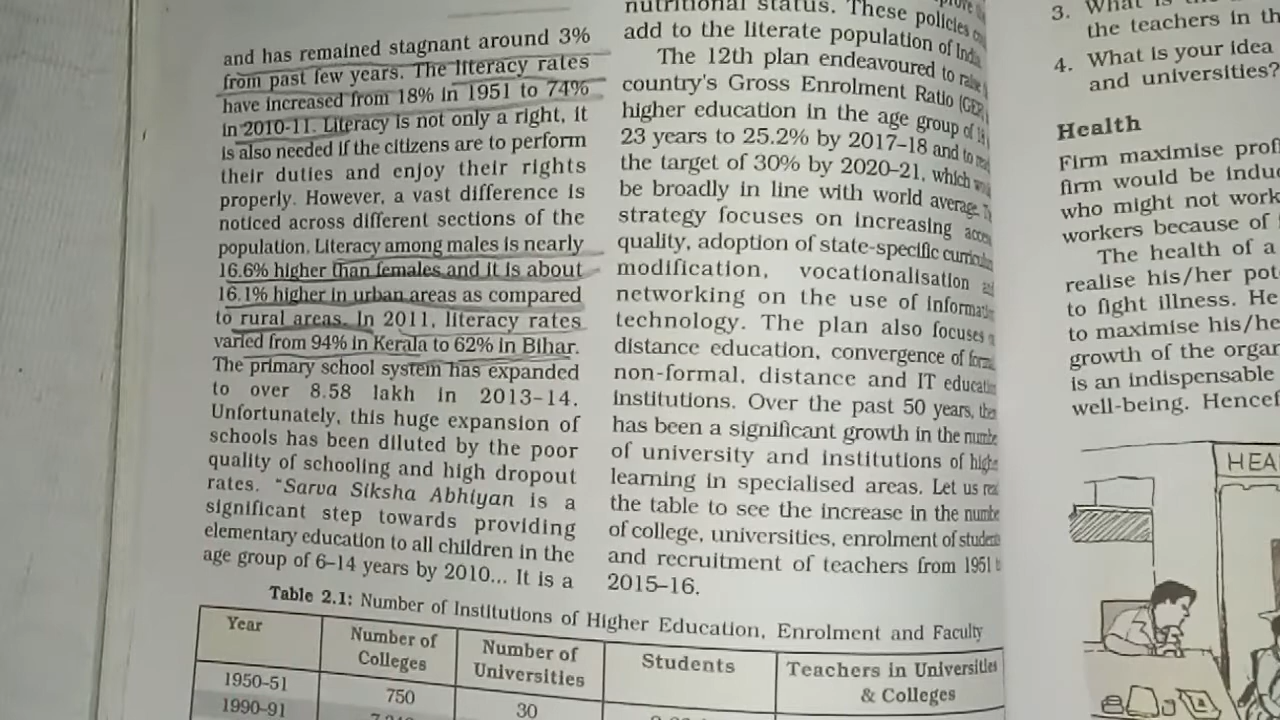 and has remained stagnant around 3%
from past few years. The literacy rates
have increased from 18% in 1951 to 74%
in 2010-11. Literacy is not only a right, it
is also needed if the citizens are to perform
their duties and enjoy their rights
properly. However, a vast difference is
noticed across different sections of the
population. Literacy among males is nearly
16.6% higher than females and it is about
16.1% higher in urban areas as compared
to rural areas. In 2011, literacy rates
varied from 94% in Kerala to 62% in Bihar.
The primary school system has expanded
to over 8.58 lakh in 2013-14.
Unfortunately, this huge expansion of
schools has been diluted by the poor
quality of schooling and high dropout
rates. "Sarva Siksha Abhiyan is a
significant step towards providing
elementary education to all children in the
age group of 6-14 years by 2010... It is a
nutritional status. These policies
add to the literate population of India
The 12th plan endeavoured to raise
country's Gross Enrolment Ratio (GER)
higher education in the age group of 18
23 years to 25.2% by 2017-18 and to
the target of 30% by 2020-21, which
be broadly in line with world average.
strategy focuses on increasing access
quality, adoption of state-specific
modification, vocationalisation
networking on the use of
technology. The plan also focuses
distance education, convergence of
non-formal, distance and IT
institutions. Over the past 50 years,
has been a significant growth in the
of university and institutions of
learning in specialised areas. Let us
the table to see the increase in the
of college, universities, enrolment of
and recruitment of teachers from 1951
2015-16.
Table 2.1: Number of Institutions of Higher Education, Enrolment and Faculty
Year Number of Colleges Number of Universities Students Teachers in Universities & Colleges
1950-51 750 30
1990-91
3. What
the teachers in
4. What is your idea
and universities?
Health
Firm maximise
firm would be
who might not work
workers because of
The health of a
realise his/her
to fight illness. He
to maximise
growth of the
is an indispensable
well-being.